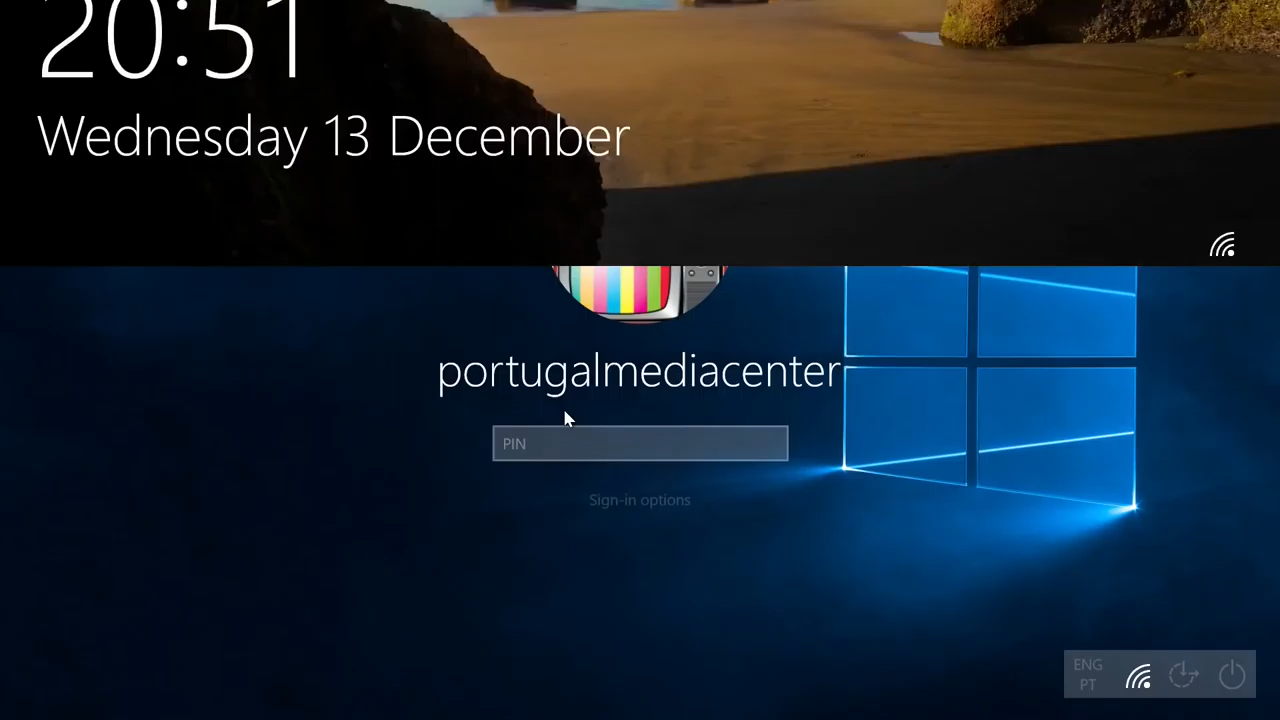 20:51
Wednesday 13 December
portugalmediacenter
PIN
Sign-in options
ENG
PT